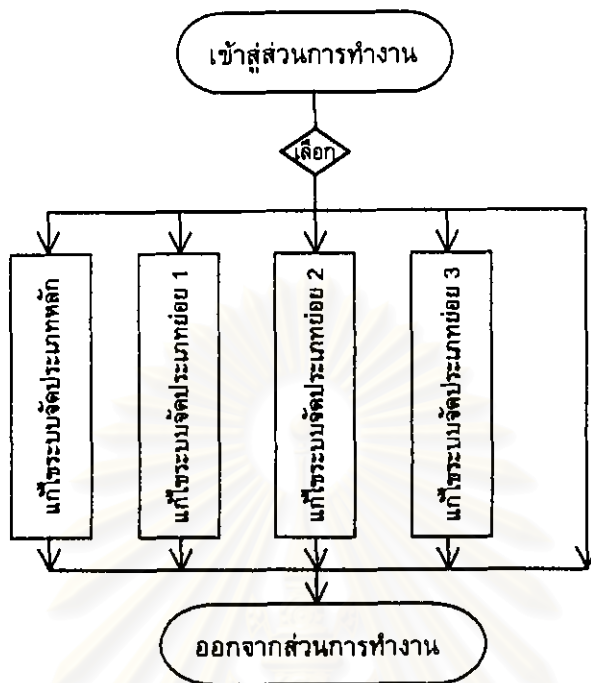 เข้าสู่ส่วนการทำงาน
เลือก
แก้ไขระบบจัดประเภทหลัก
แก้ไขระบบจัดประเภทย่อย 1
แก้ไขระบบจัดประเภทย่อย 2
แก้ไขระบบจัดประเภทย่อย 3
ออกจากส่วนการทำงาน